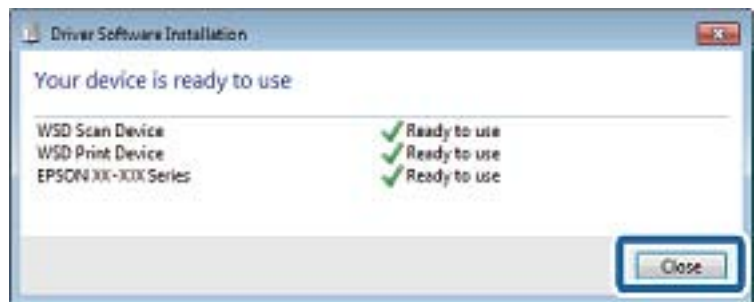 Driver Software Installation
Your device is ready to use
WSD Scan Device Ready to use
WSD Print Device Ready to use
EPSON XX-XXX Series Ready to use
Close